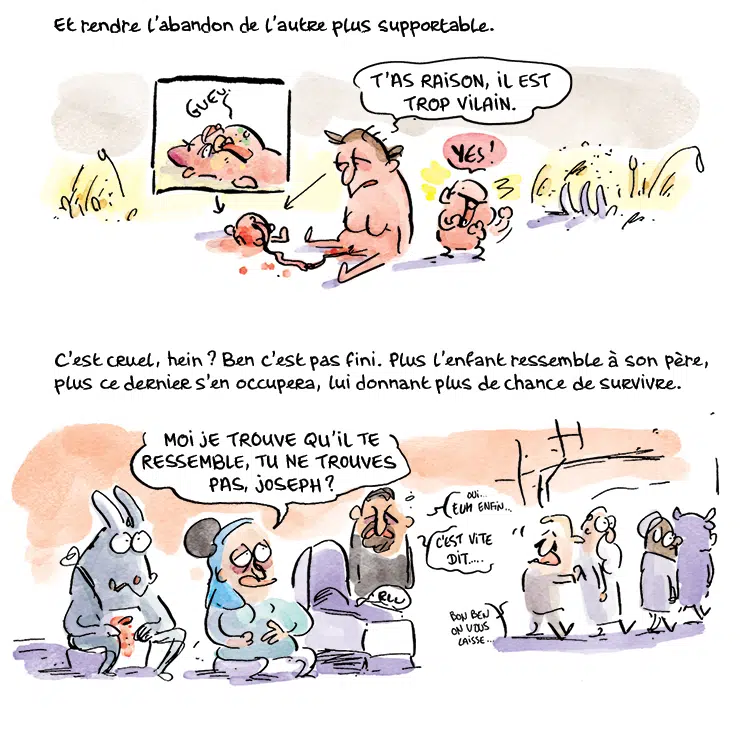 Et rendre l'abandon de l'autre plus supportable.
T'AS RAISON, IL EST
TROP VILAIN.
GUEU
YES!
C'est cruel, hein ? Ben c'est pas fini. Plus l'enfant ressemble à son père,
plus ce dernier s'en occupera, lui donnant plus de chance de survivre.
MOI JE TROUVE QU'IL TE
RESSEMBLE, TU NE TROUVES
PAS, JOSEPH ?
OUI...
EUH ENFIN...
C'EST VITE
DIT....
BON BEN
ON VOUS
LAISSE...